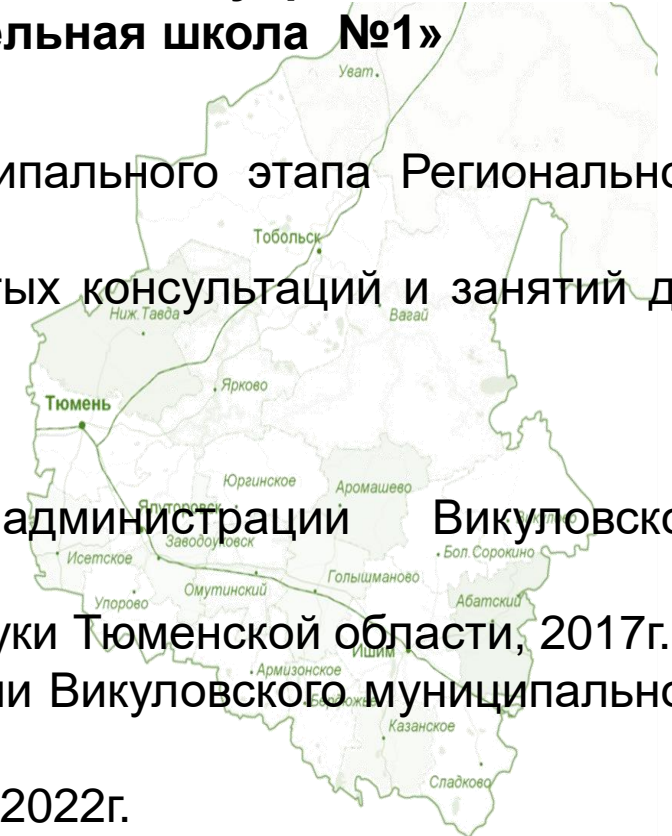 ельная школа №1»
Уват
ипального этапа Регионально
Тобольск
тых консультаций и занятий д
Ниж.Тавда
Вагай
Ярково
Тюмень
Юргинское
Аромашево
Ялуторовск
администрации Викуловско
Викулово
Заводоуковск
Бол.Сорокино
Исетское
Голышманово
Омутинский
Упорово
Абатский
уки Тюменской области, 2017г.
Ишим
Армизонское
ии Викуловского муниципально
Бердюжье
Казанское
Сладково
2022г.